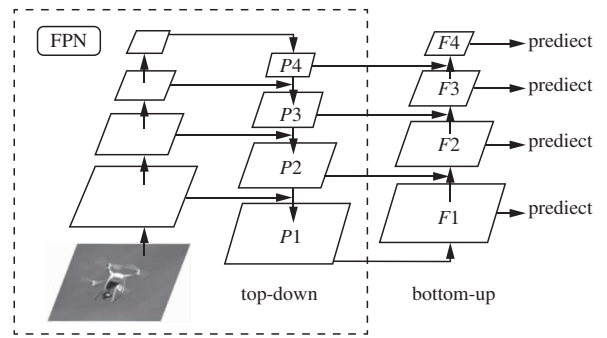 FPN
P4
P3
P2
P1
F4
F3
F2
F1
prediect
prediect
prediect
prediect
top-down
bottom-up